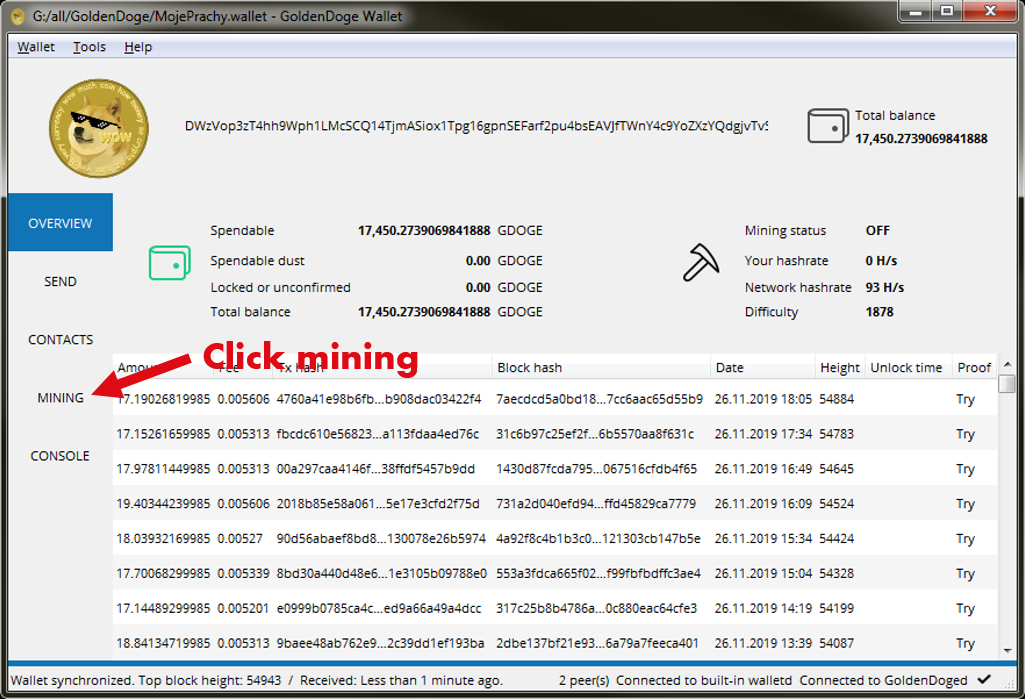 G:/all/GoldenDoge/MojePrachy.wallet - GoldenDoge Wallet
Wallet Tools Help
WOW
DWzVop3zT4hh9Wph1LMcSCQ14TjmASiox1Tpg16gpnSEFarf2pu4bsEAVJfTWnY4c9YoZXzYQdgjvTv9
Total balance
17,450.2739069841888
OVERVIEW
SEND
CONTACTS
MINING
CONSOLE
Spendable 17,450.2739069841888 GDOGE
Spendable dust 0.00 GDOGE
Locked or unconfirmed 0.00 GDOGE
Total balance 17,450.2739069841888 GDOGE
Mining status OFF
Your hashrate 0 H/s
Network hashrate 93 H/s
Difficulty 1878
Click mining
Amount Fee Tx hash Block hash Date Height Unlock time Proof
17.19026819985 0.005606 4760a41e98b6fb...b908dac03422f4 7aecdcd5a0bd18...7cc6aac65d55b9 26.11.2019 18:05 54884 Try
17.15261659985 0.005313 fbcdc610e56823...a113fdaa4ed76c 31c6b97c25ef2f...6b5570aa8f631c 26.11.2019 17:34 54783 Try
17.97811449985 0.005313 00a297caa4146f...38ffdf5457b9dd 1430d87fcda795...067516cfdb4f65 26.11.2019 16:49 54645 Try
19.40344239985 0.005606 2018b85e58a061...5e17e3cfd2f75d 731a2d040efd94...ffd45829ca7779 26.11.2019 16:09 54524 Try
18.03932169985 0.00527 90d56abaef8bd8...130078e26b5974 4a92f8c4b1b3c0...121303cb147b5e 26.11.2019 15:34 54424 Try
17.70068299985 0.005339 8bd30a440d48e6...1e3105b09788e0 553a3fdca665f02...f99fbfbdffc3ae4 26.11.2019 15:04 54328 Try
17.14489299985 0.005201 e0999b0785ca4c...ed9a66a49a4dcc 317c25b8b4786a...0c880eac64cfe3 26.11.2019 14:19 54199 Try
18.84134719985 0.005313 9baee48ab762e9...2c39dd1ef193ba 2dbe137bf21e93...6a79a7feeca401 26.11.2019 13:39 54087 Try
Wallet synchronized. Top block height: 54943 / Received: Less than 1 minute ago. 2 peer(s) Connected to built-in walletd Connected to GoldenDoged